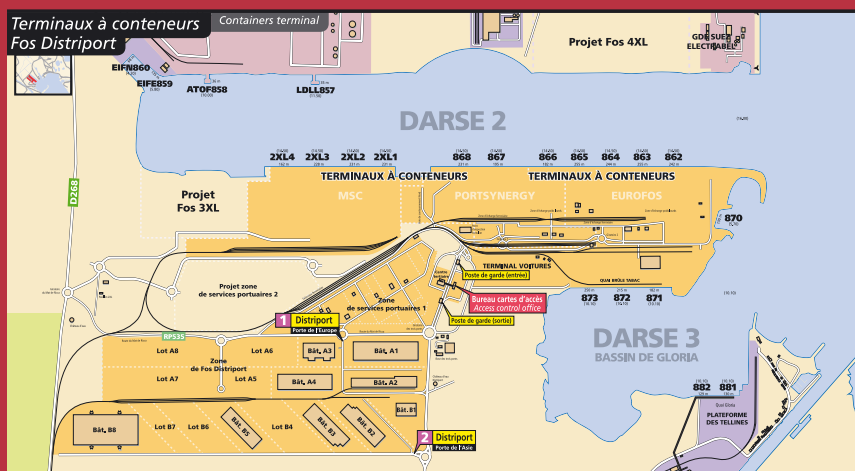 Terminaux à conteneurs
Fos Distriport
Containers terminal
Projet Fos 4XL
GDF SUEZ
ELECTRABEL
EIFN860
EIFE859
ATOF858
LDLL857
DARSE 2
2XL4
2XL3
2XL2
2XL1
868
867
866
865
864
863
862
TERMINAUX À CONTENEURS
TERMINAUX À CONTENEURS
MSC
PORTSYNERGY
EUROFOS
D268
Projet
Fos 3XL
870
TERMINAL VOITURES
QUAI BRÛLE TABAC
Centre
tertiaire
Poste de garde (entrée)
Projet zone
de services portuaires 2
Zone
de services portuaires 1
Bureau cartes d'accès
Access control office
Poste de garde (sortie)
873
872
871
DARSE 3
BASSIN DE GLORIA
1
Distriport
Porte de l'Europe
RP535
Lot A8
Lot A6
Bât. A3
Bât. A1
Zone
de Fos Distriport
Lot A7
Lot A5
Bât. A4
Bât. A2
Bât. B8
Lot B7
Lot B6
Bât. B5
Lot B4
Bât. B3
Bât. B2
Bât. B1
2
Distriport
Porte de l'Asie
882
881
Quai Gloria
PLATEFORME
DES TELLINES